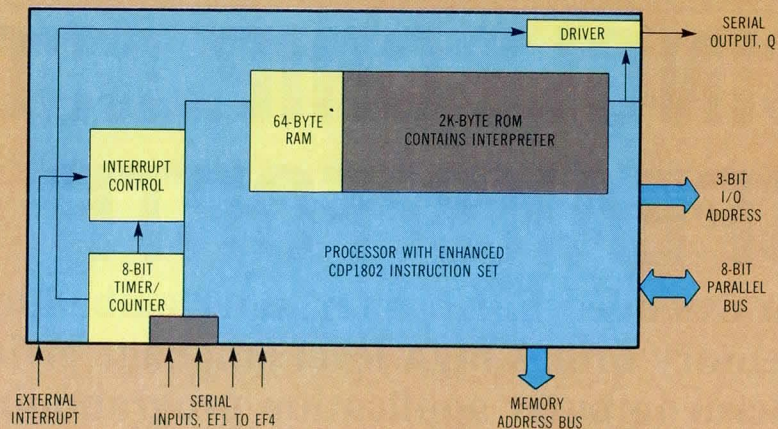 SERIAL
OUTPUT, Q
DRIVER
64-BYTE
RAM
2K-BYTE ROM
CONTAINS INTERPRETER
INTERRUPT
CONTROL
3-BIT
I/O
ADDRESS
PROCESSOR WITH ENHANCED
CDP1802 INSTRUCTION SET
8-BIT
TIMER/
COUNTER
8-BIT
PARALLEL
BUS
EXTERNAL
INTERRUPT
SERIAL
INPUTS, EF1 TO EF4
MEMORY
ADDRESS BUS